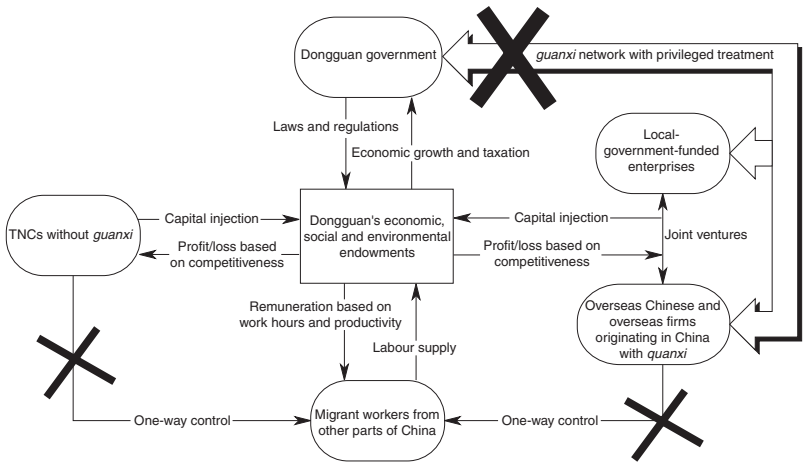 Dongguan government
guanxi network with privileged treatment
Laws and regulations
Economic growth and taxation
Local-
government-funded
enterprises
TNCs without guanxi
Capital injection
Profit/loss based
on competitiveness
Dongguan's economic,
social and environmental
endowments
Capital injection
Profit/loss based on
competitiveness
Joint ventures
Remuneration based on
work hours and productivity
Labour supply
Overseas Chinese and
overseas firms
originating in China
with quanxi
One-way control
Migrant workers from
other parts of China
One-way control